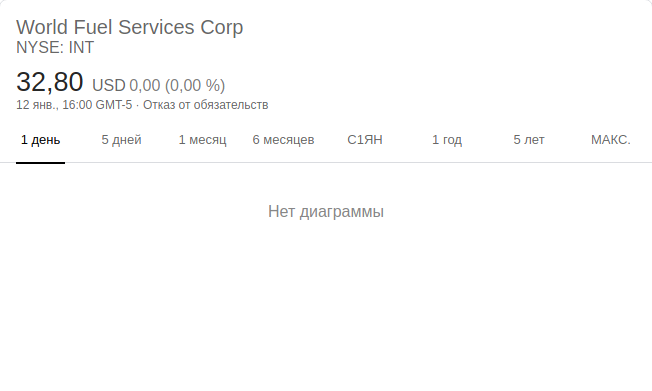 World Fuel Services Corp
NYSE: INT
32,80 USD 0,00 (0,00 %)
12 янв., 16:00 GMT-5 · Отказ от обязательств
1 день 5 дней 1 месяц 6 месяцев С1ЯН 1 год 5 лет МАКС.
Нет диаграммы